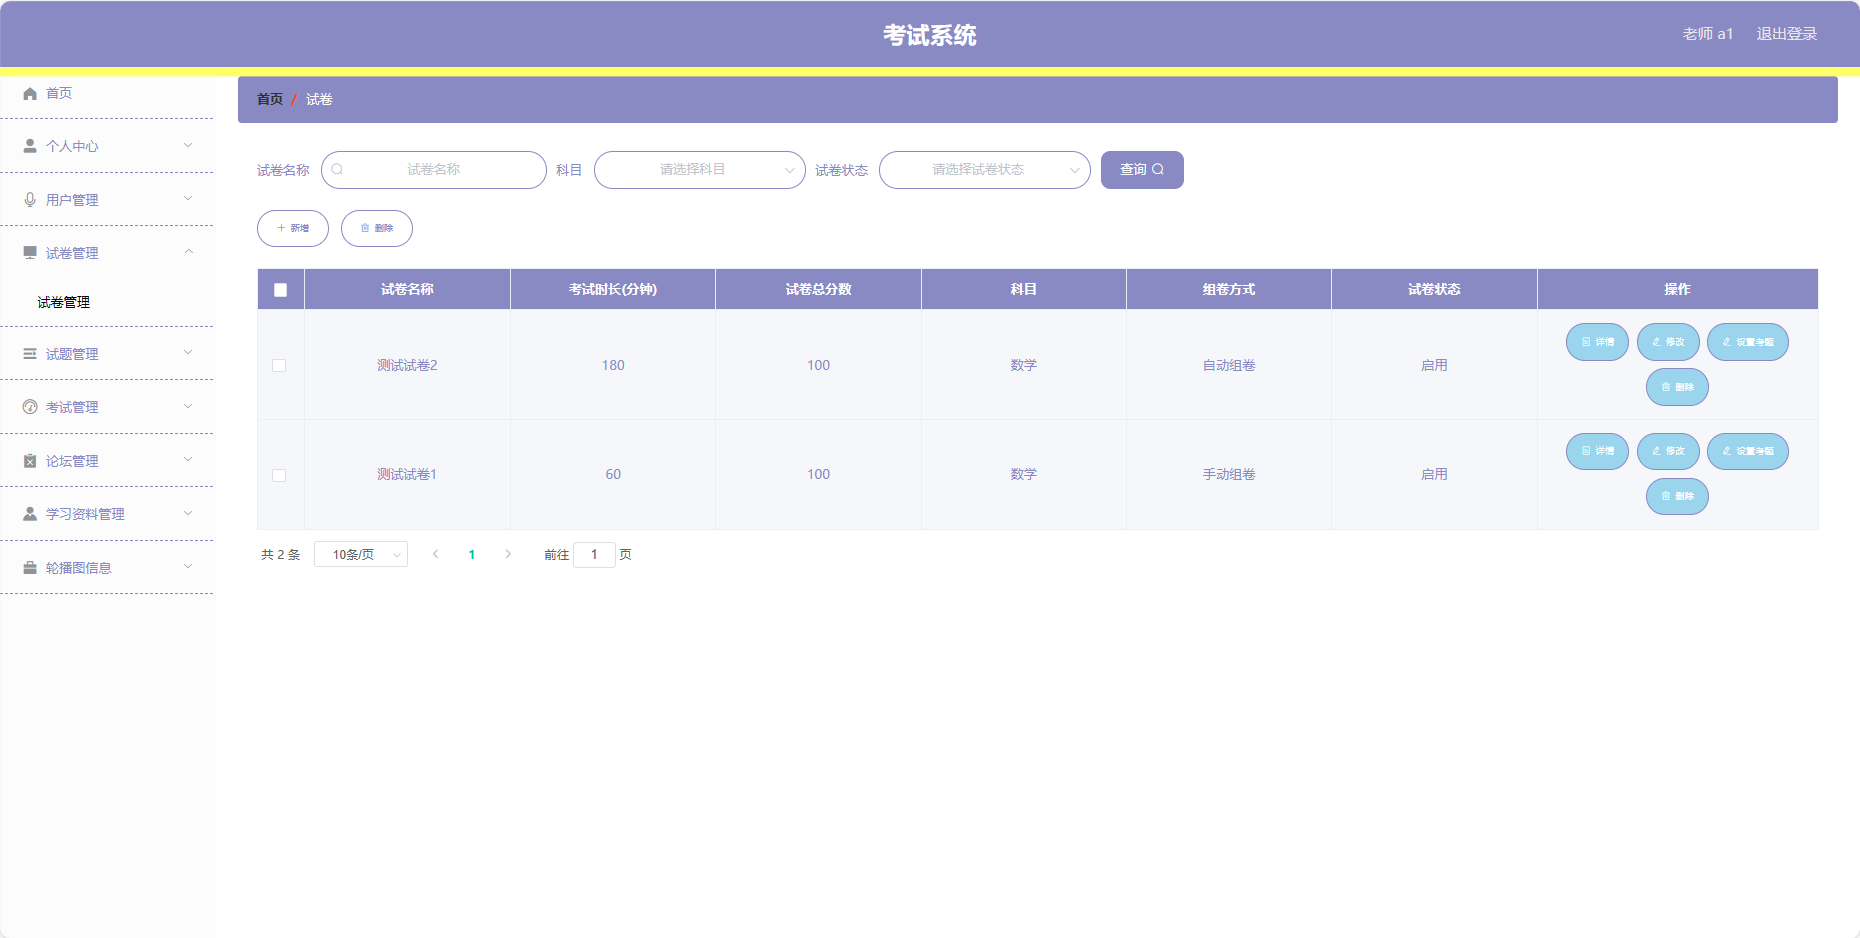 考试系统
老师 a1 退出登录
首页
个人中心
用户管理
试卷管理
试卷管理
试题管理
考试管理
论坛管理
学习资料管理
轮播图信息
首页 / 试卷
试卷名称 试卷名称 科目 请选择科目 试卷状态 请选择试卷状态 查询
新增 删除
试卷名称 考试时长(分钟) 试卷总分数 科目 组卷方式 试卷状态 操作
测试试卷2 180 100 数学 自动组卷 启用 详情 修改 设置考题
删除
测试试卷1 60 100 数学 手动组卷 启用 详情 修改 设置考题
删除
共 2 条 10条/页 1 前往 1 页